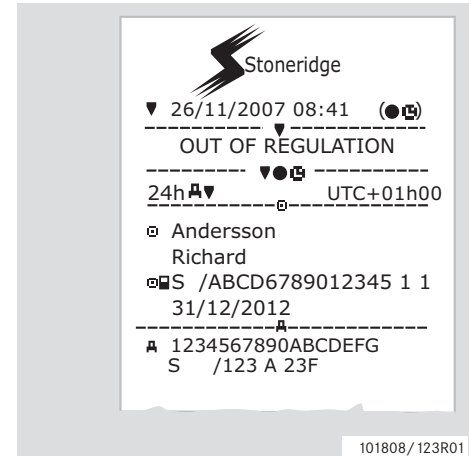 Stoneridge
▼ 26/11/2007 08:41 (●)
OUT OF REGULATION
24h UTC+01h00
Andersson
Richard
S /ABCD6789012345 1 1
31/12/2012
1234567890ABCDEFG
S /123 A 23F
101808/123R01